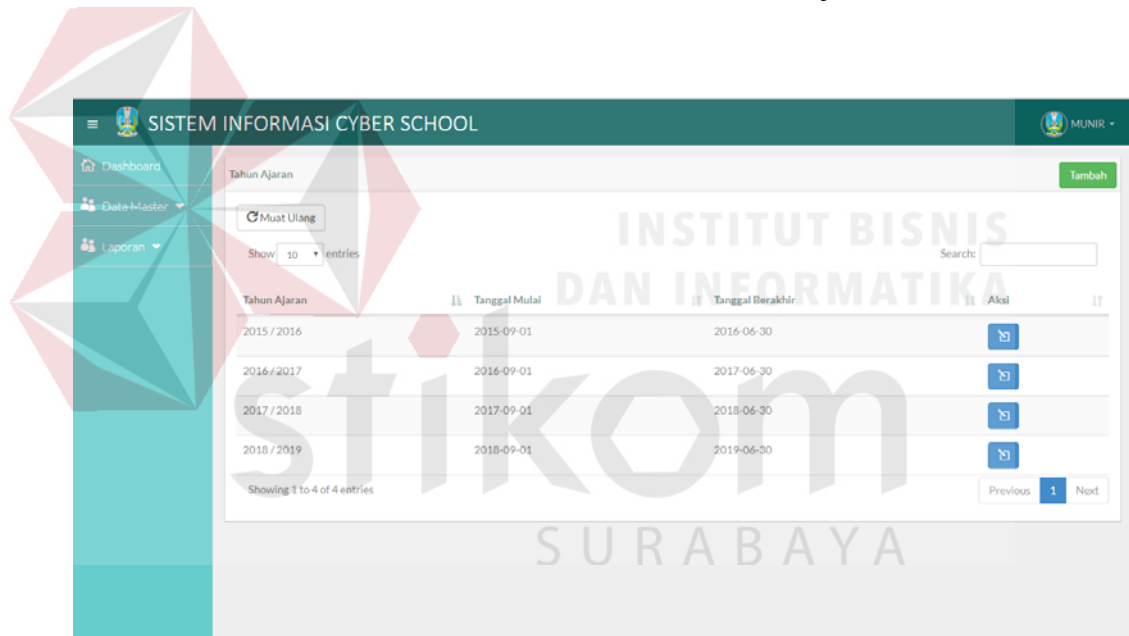 SISTEM INFORMASI CYBER SCHOOL
MUNIR
Dashboard
Data Master
Laporan
Tahun Ajaran
Tambah
Muat Ulang
Show 10 entries
Search:
Tahun Ajaran Tanggal Mulai Tanggal Berakhir Aksi
2015 / 2016 2015-09-01 2016-06-30
2016 / 2017 2016-09-01 2017-06-30
2017 / 2018 2017-09-01 2018-06-30
2018 / 2019 2018-09-01 2019-06-30
Showing 1 to 4 of 4 entries
Previous 1 Next
INSTITUT BISNIS
DAN INFORMATIKA
stikom
SURABAYA